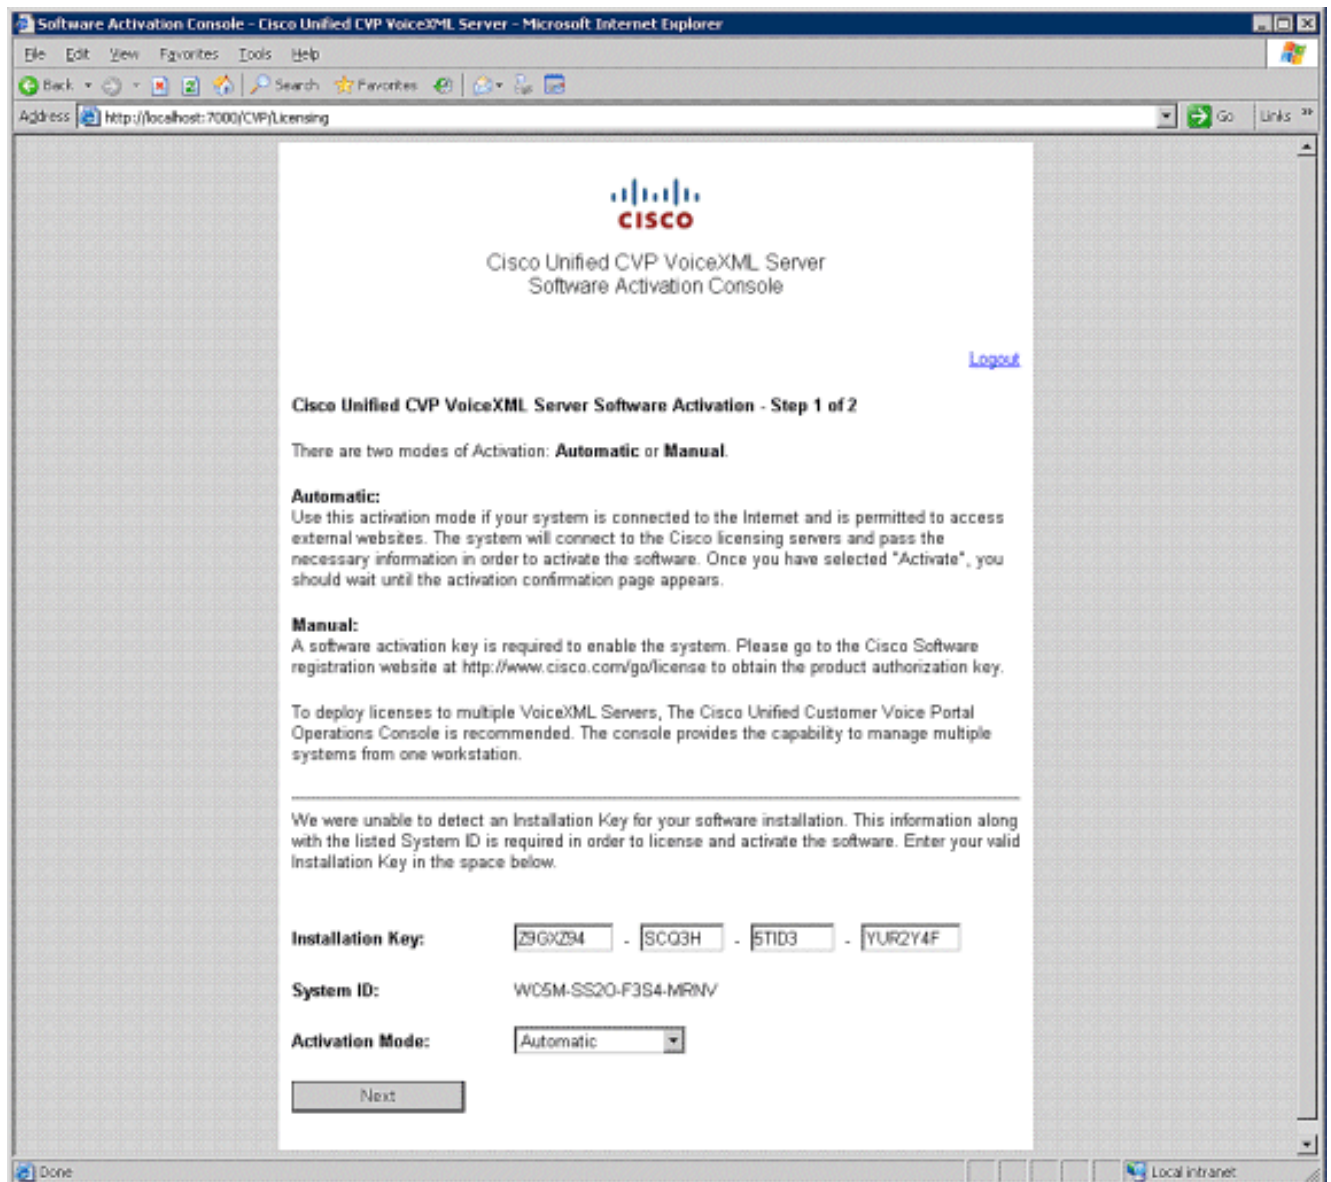 Software Activation Console - Cisco Unified CVP VoiceXML Server - Microsoft Internet Explorer
File Edit View Favorites Tools Help
Back Search Favorites
Address http://localhost:7000/CVP/Licensing Go Links »
CISCO
Cisco Unified CVP VoiceXML Server
Software Activation Console
Logout
Cisco Unified CVP VoiceXML Server Software Activation - Step 1 of 2
There are two modes of Activation: Automatic or Manual.
Automatic:
Use this activation mode if your system is connected to the Internet and is permitted to access
external websites. The system will connect to the Cisco licensing servers and pass the
necessary information in order to activate the software. Once you have selected "Activate", you
should wait until the activation confirmation page appears.
Manual:
A software activation key is required to enable the system. Please go to the Cisco Software
registration website at http://www.cisco.com/go/license to obtain the product authorization key.
To deploy licenses to multiple VoiceXML Servers, The Cisco Unified Customer Voice Portal
Operations Console is recommended. The console provides the capability to manage multiple
systems from one workstation.
We were unable to detect an Installation Key for your software installation. This information along
with the listed System ID is required in order to license and activate the software. Enter your valid
Installation Key in the space below.
Installation Key: Z9GXZ94 - SCQ3H - 5TID3 - YUR2Y4F
System ID: WO5M-SS2O-F3S4-MRNV
Activation Mode: Automatic
Next
Done Local intranet